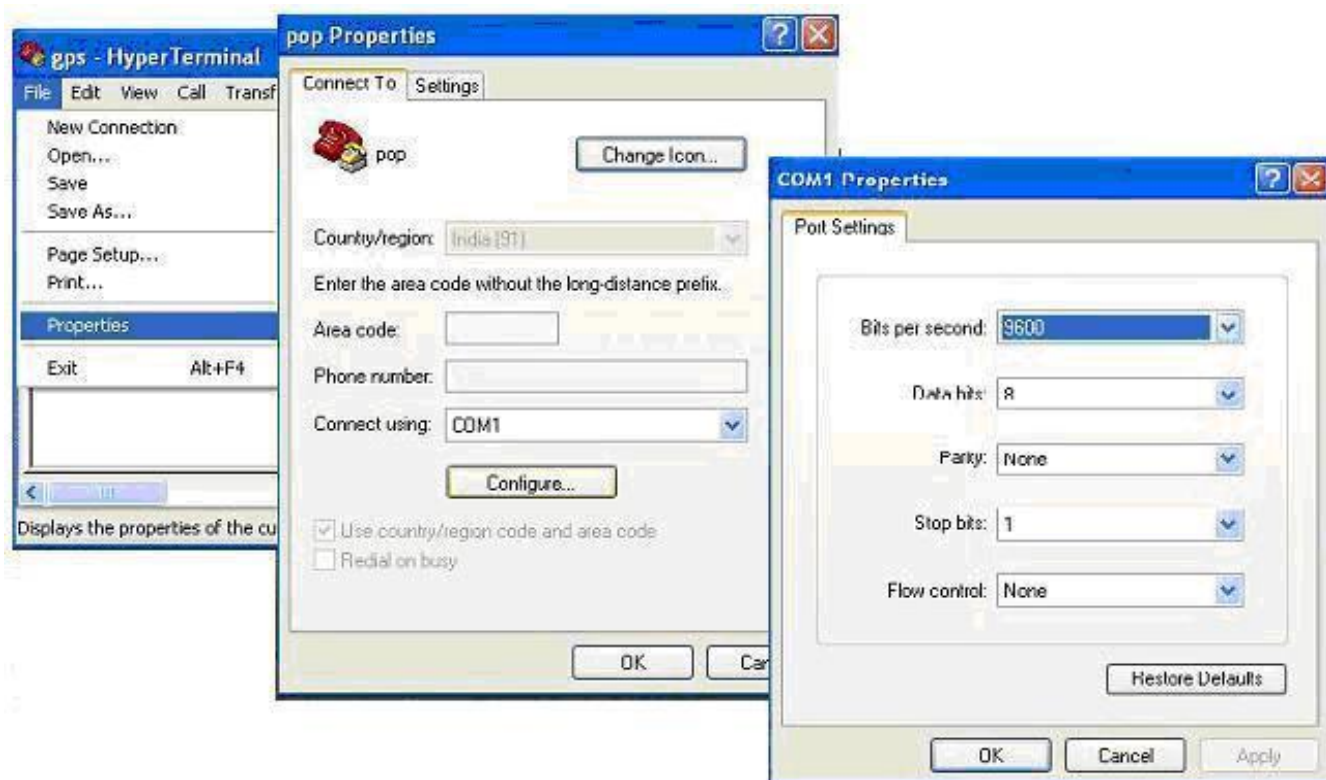 gps - HyperTerminal
File Edit View Call Transf
New Connection
Open...
Save
Save As...
Page Setup...
Print...
Properties
Exit Alt+F4
Displays the properties of the cu
pop Properties
Connect To Settings
pop
Change Icon...
Country/region: India (91)
Enter the area code without the long-distance prefix.
Area code:
Phone number:
Connect using: COM1
Configure...
Use country/region code and area code
Redial on busy
OK Can
COM1 Properties
Port Settings
Bits per second: 9600
Data bits: 8
Parity: None
Stop bits: 1
Flow control: None
Restore Defaults
OK Cancel Apply